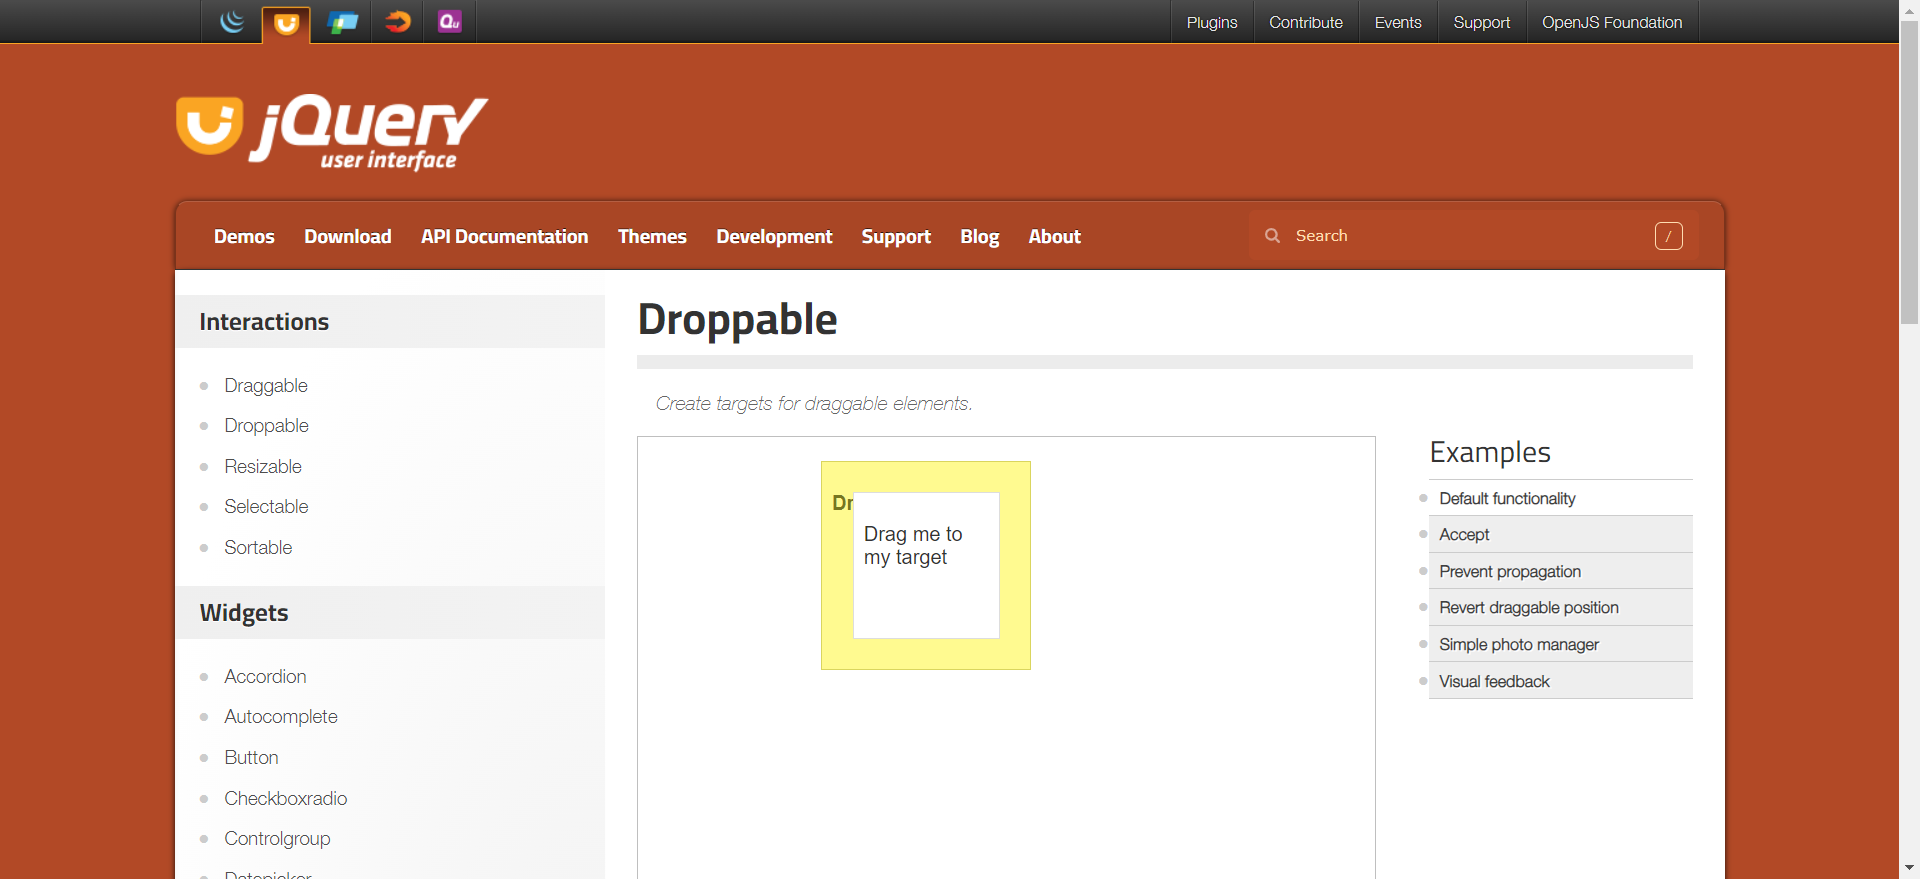 Qu
Plugins Contribute Events Support OpenJS Foundation
jQuery
user interface
Demos Download API Documentation Themes Development Support Blog About Search /
Interactions
Draggable
Droppable
Resizable
Selectable
Sortable
Widgets
Accordion
Autocomplete
Button
Checkboxradio
Controlgroup
Datepicker
Droppable
Create targets for draggable elements.
Dr
Drag me to
my target
Examples
Default functionality
Accept
Prevent propagation
Revert draggable position
Simple photo manager
Visual feedback